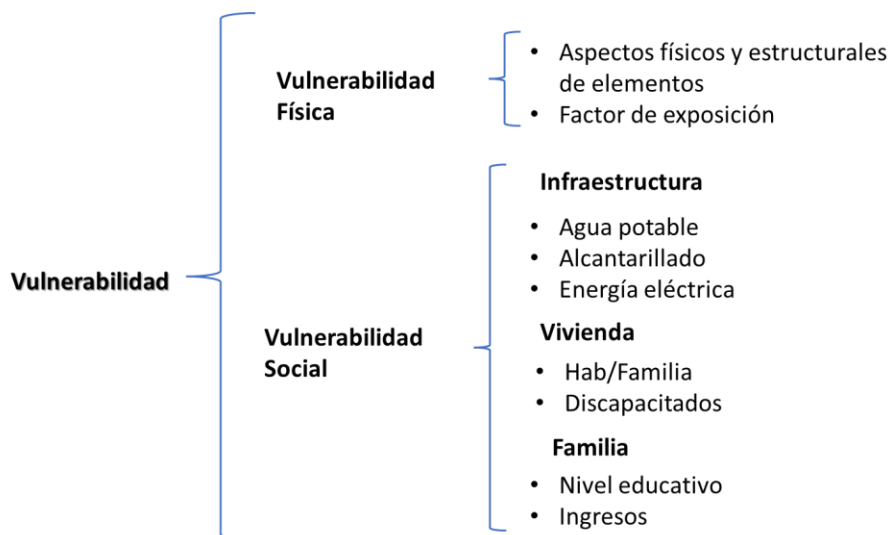 Vulnerabilidad
Vulnerabilidad
Física
• Aspectos físicos y estructurales
de elementos
• Factor de exposición
Vulnerabilidad
Social
Infraestructura
• Agua potable
• Alcantarillado
• Energía eléctrica
Vivienda
• Hab/Familia
• Discapacitados
Familia
• Nivel educativo
• Ingresos